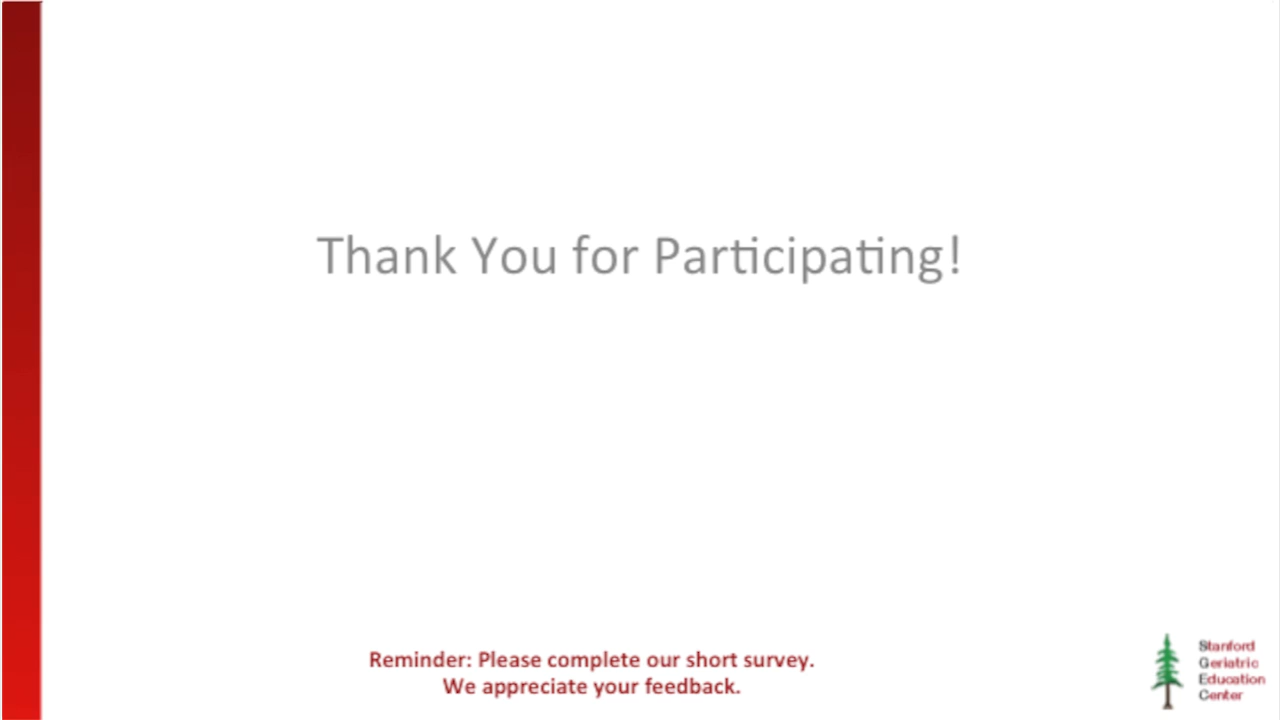 Thank You for Participating!
Reminder: Please complete our short survey.
We appreciate your feedback.
Stanford
Geriatric
Education
Center